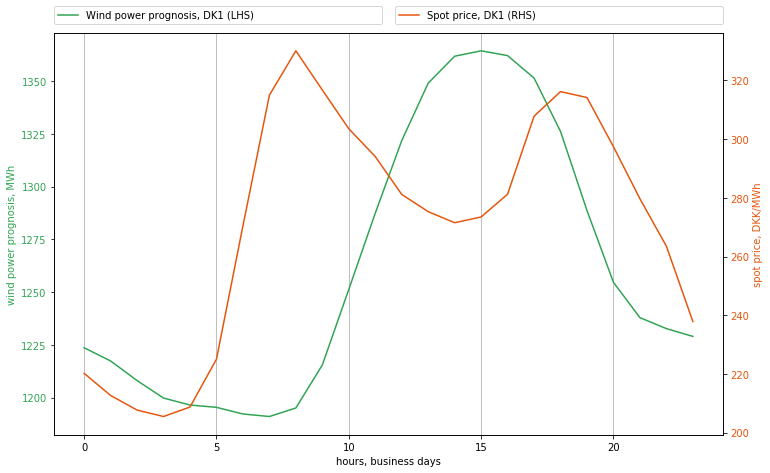 Wind power prognosis, DK1 (LHS)
Spot price, DK1 (RHS)
1350
1325
1300
1275
1250
1225
1200
wind power prognosis, MWh
320
300
280
260
240
220
200
spot price, DKK/MWh
0 5 10 15 20
hours, business days